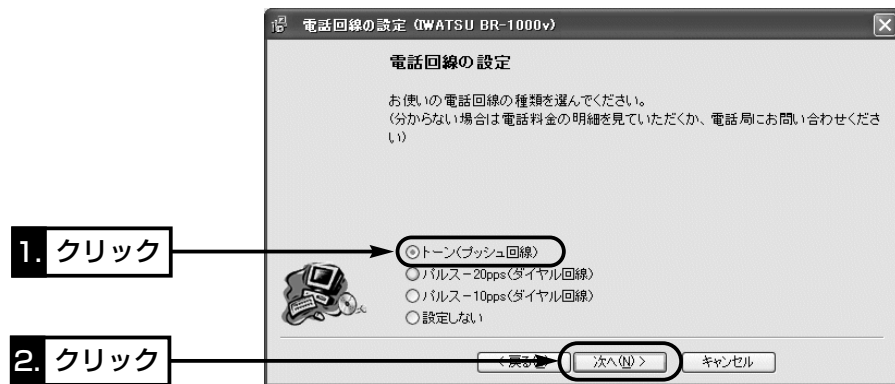 電話回線の設定 (IWATSU BR-1000v)
電話回線の設定
お使いの電話回線の種類を選んでください。
(分からない場合は電話料金の明細を見ていただくか、電話局にお問い合わせくださ
い)
1. クリック
トーン(プッシュ回線)
パルス－20pps(ダイヤル回線)
パルス－10pps(ダイヤル回線)
設定しない
2. クリック
< 戻る
次へ(N) >
キャンセル